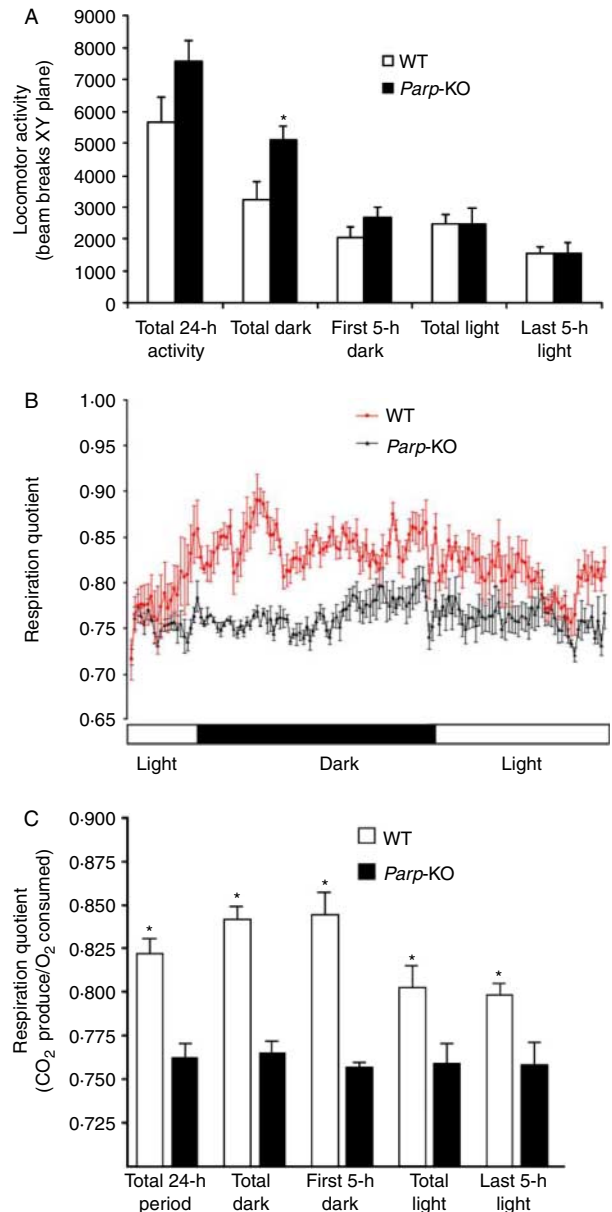 A
Locomotor activity
(beam breaks XY plane)
9000
8000
7000
6000
5000
4000
3000
2000
1000
0
WT
Parp-KO
*
Total 24-h
activity
Total dark
First 5-h
dark
Total light
Last 5-h
light
B
Respiration quotient
1·00
0·95
0·90
0·85
0·80
0·75
0·70
0·65
WT
Parp-KO
Light
Dark
Light
C
Respiration quotient
(CO2 produce/O2 consumed)
0·900
0·875
0·850
0·825
0·800
0·775
0·750
0·725
WT
Parp-KO
*
*
*
*
*
Total 24-h
period
Total
dark
First 5-h
dark
Total
light
Last 5-h
light